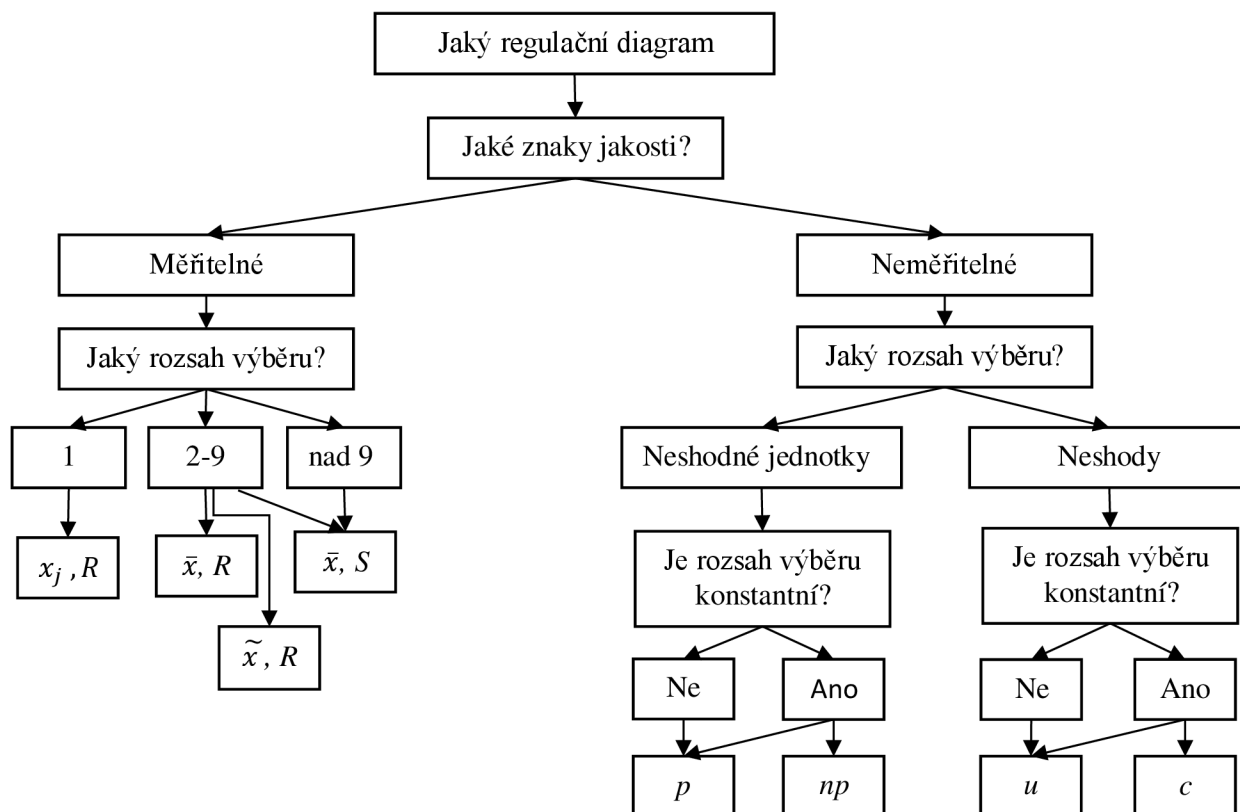 Jaký regulační diagram
Jaké znaky jakosti?
Měřitelné
Neměřitelné
Jaký rozsah výběru?
Jaký rozsah výběru?
1
2-9
nad 9
Neshodné jednotky
Neshody
x_j , R
x̄, R
x̄, S
Je rozsah výběru
konstantní?
Je rozsah výběru
konstantní?
x̃ , R
Ne
Ano
Ne
Ano
p
np
u
c